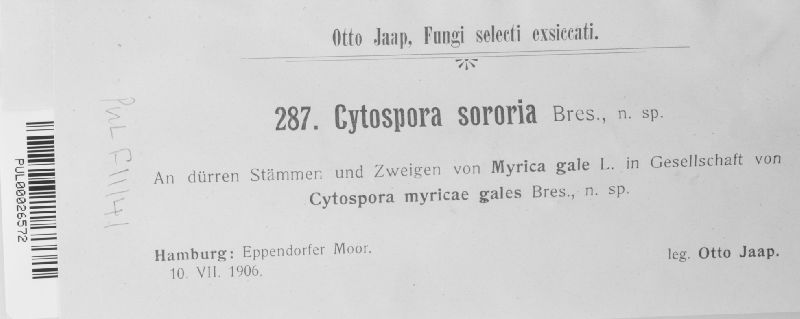 Otto Jaap, Fungi selecti exsiccati.
287. Cytospora sororia Bres., n. sp.
An dürren Stämmen und Zweigen von Myrica gale L. in Gesellschaft von
Cytospora myricae gales Bres., n. sp.
Hamburg: Eppendorfer Moor.
10. VII. 1906.
leg. Otto Jaap.
PUL00026572
PUL F11141